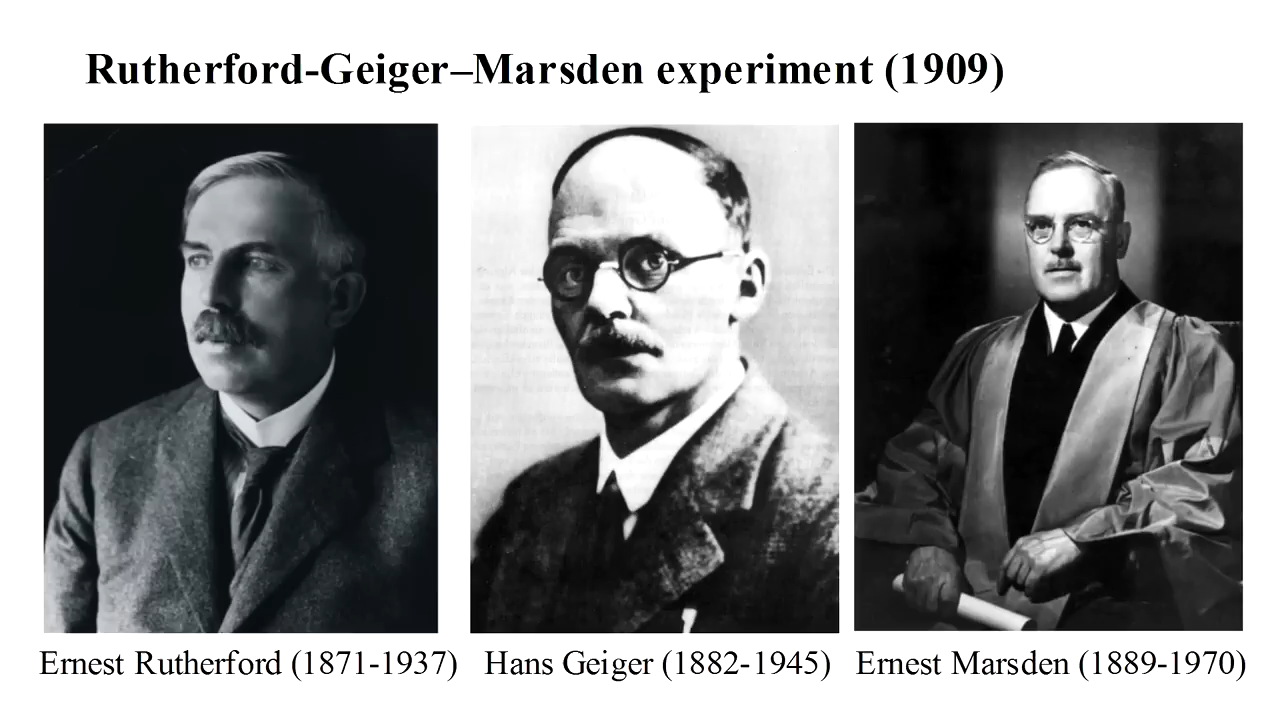 Rutherford-Geiger–Marsden experiment (1909)
Ernest Rutherford (1871-1937)
Hans Geiger (1882-1945)
Ernest Marsden (1889-1970)